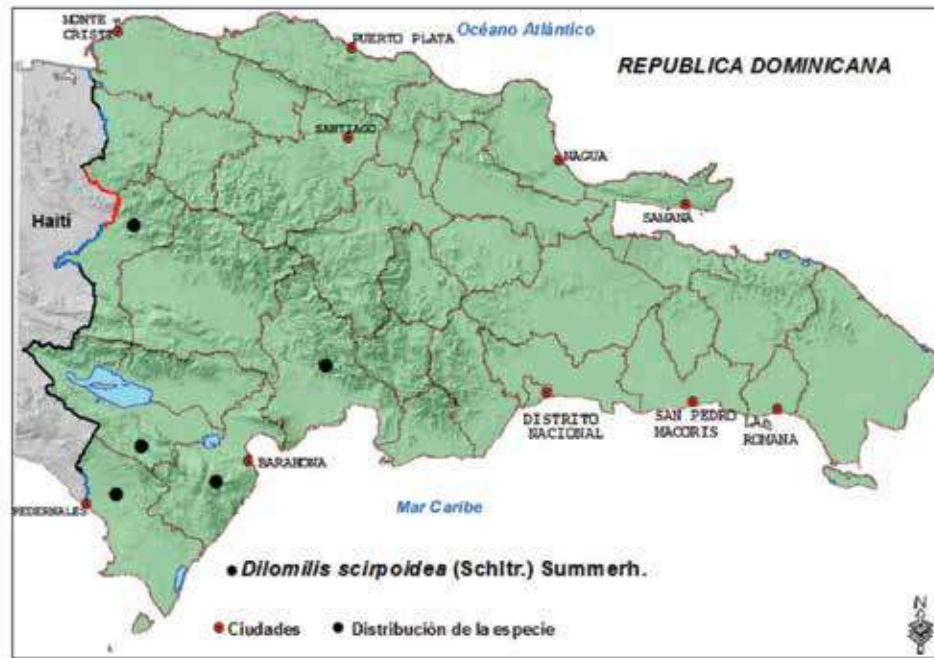 MONTE
CRISTI
Océano Atlántico
PUERTO PLATA
REPUBLICA DOMINICANA
SANTIAGO
NAGUA
SAMANA
Haití
DISTRITO
NACIONAL
SAN PEDRO
MACORIS
LA
ROMANA
BARAHONA
PEDERNALES
Mar Caribe
Dilomilis scirpoidea (Schltr.) Summerh.
Ciudades
Distribución de la especie
N